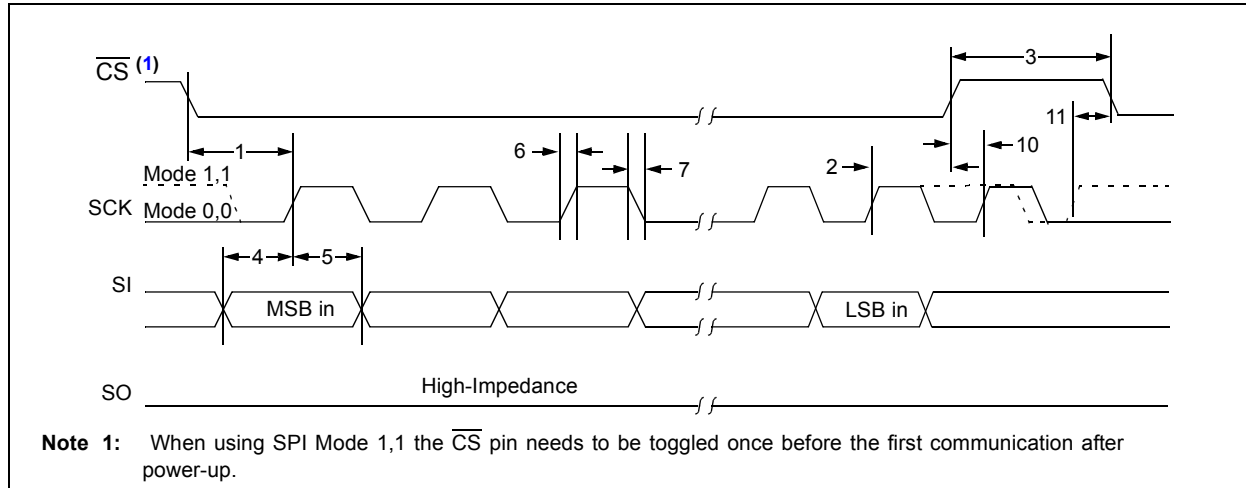 CS (1)
3
11
1
6
7
2
10
Mode 1,1
SCK
Mode 0,0
4
5
SI
MSB in
LSB in
SO
High-Impedance
Note 1: When using SPI Mode 1,1 the CS pin needs to be toggled once before the first communication after
power-up.